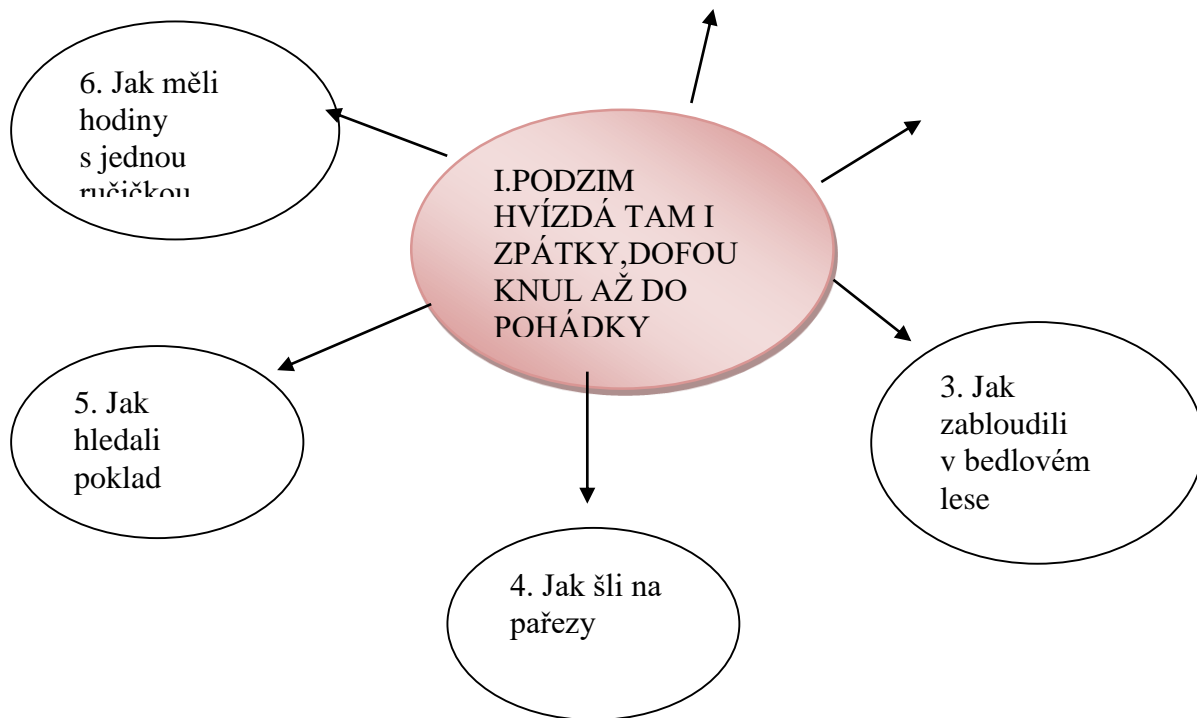 6. Jak měli
hodiny
s jednou
ručičkou
I.PODZIM
HVÍZDÁ TAM I
ZPÁTKY,DOFOU
KNUL AŽ DO
POHÁDKY
5. Jak
hledali
poklad
3. Jak
zabloudili
v bedlovém
lese
4. Jak šli na
pařezy